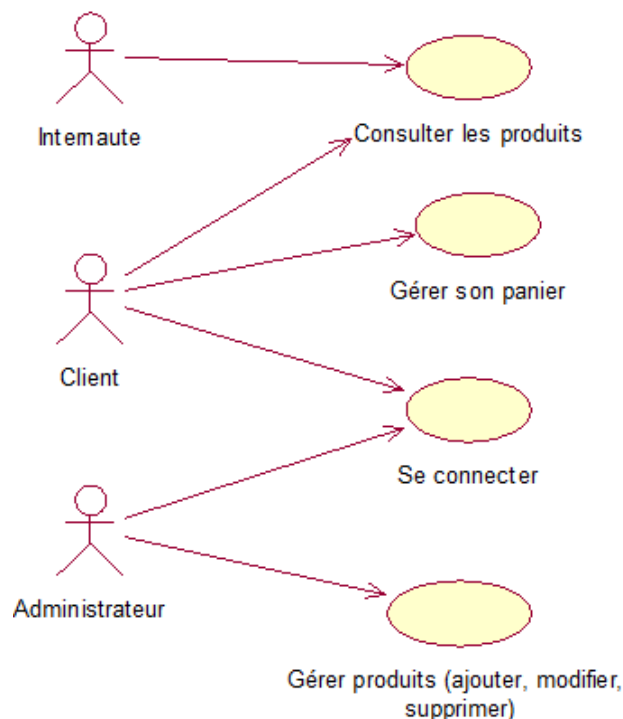 Internaute
Consulter les produits
Gérer son panier
Client
Se connecter
Administrateur
Gérer produits (ajouter, modifier,
supprimer)